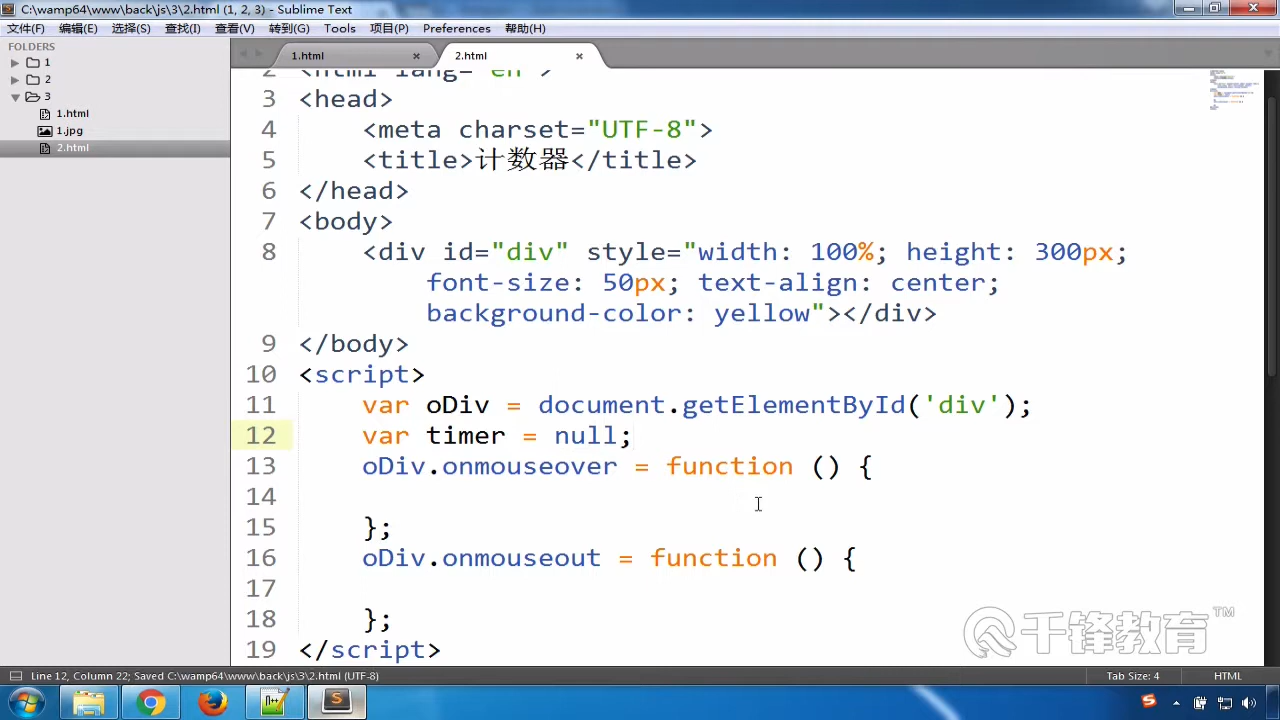 C:\wamp64\www\back\js\3\2.html (1, 2, 3) - Sublime Text
文件(F) 编辑(E) 选择(S) 查找(I) 查看(V) 转到(G) Tools 项目(P) Preferences 帮助(H)
FOLDERS
1
2
3
1.html
1.jpg
2.html
1.html
2.html
2 <html lang="en">
3 <head>
4 <meta charset="UTF-8">
5 <title>计数器</title>
6 </head>
7 <body>
8 <div id="div" style="width: 100%; height: 300px;
font-size: 50px; text-align: center;
background-color: yellow"></div>
9 </body>
10 <script>
11 var oDiv = document.getElementById('div');
12 var timer = null;
13 oDiv.onmouseover = function () {
14
15 };
16 oDiv.onmouseout = function () {
17
18 };
19 </script>
千锋教育™
Line 12, Column 22; Saved C:\wamp64\www\back\js\3\2.html (UTF-8)
Tab Size: 4
HTML